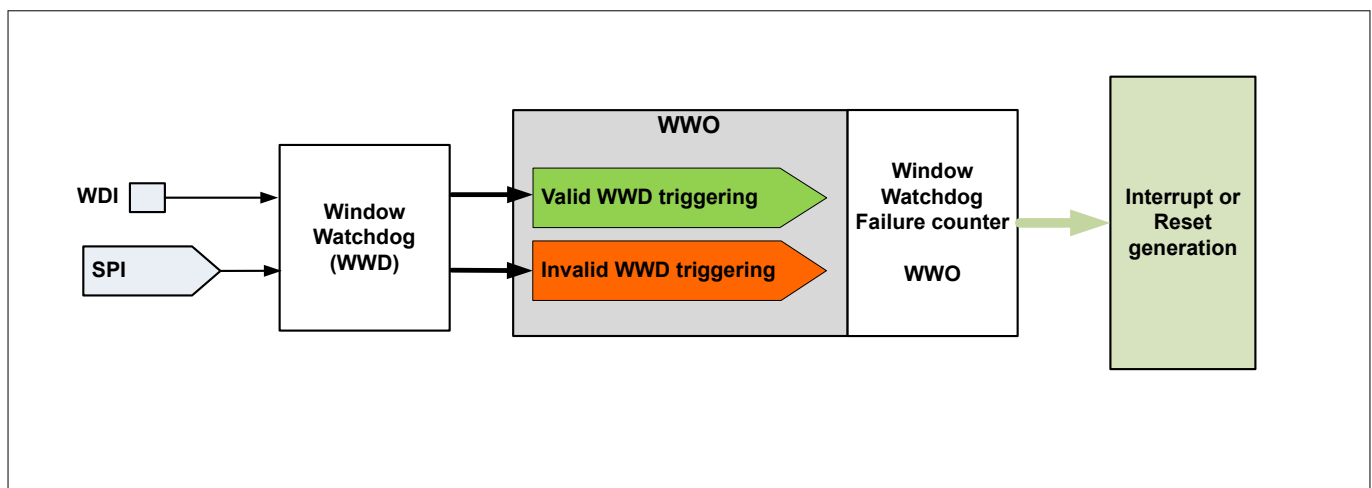 WDI
SPI
Window
Watchdog
(WWD)
WWO
Valid WWD triggering
Invalid WWD triggering
Window
Watchdog
Failure counter
WWO
Interrupt or
Reset
generation